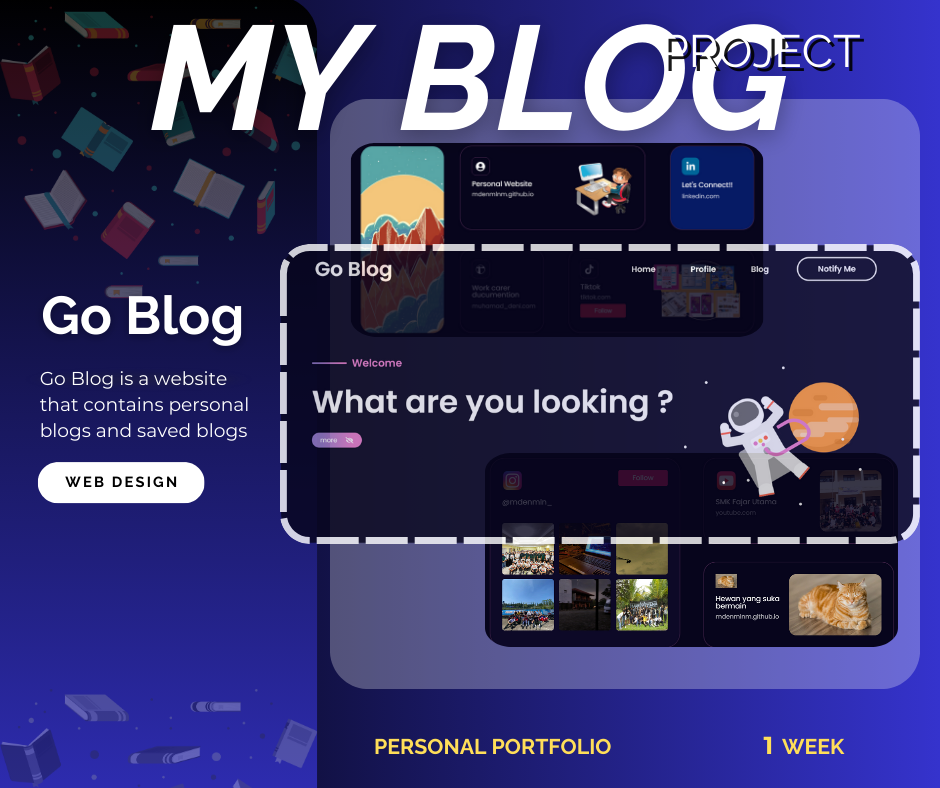 MY BLOG
PROJECT
Personal Website
mdenminm.github.io
Let's Connect!!
linkedin.com
Go Blog
Home
Profile
Blog
Notify Me
Work carer
ducumention
muhamad_deni.com
Tiktok
tiktok.com
Follow
Go Blog
Go Blog is a website
that contains personal
blogs and saved blogs
WEB DESIGN
Welcome
What are you looking ?
more
@mdenmin_
Follow
SMK Fajar Utama
youtube.com
Hewan yang suka
bermain
mdenminm.github.io
PERSONAL PORTFOLIO
1 WEEK